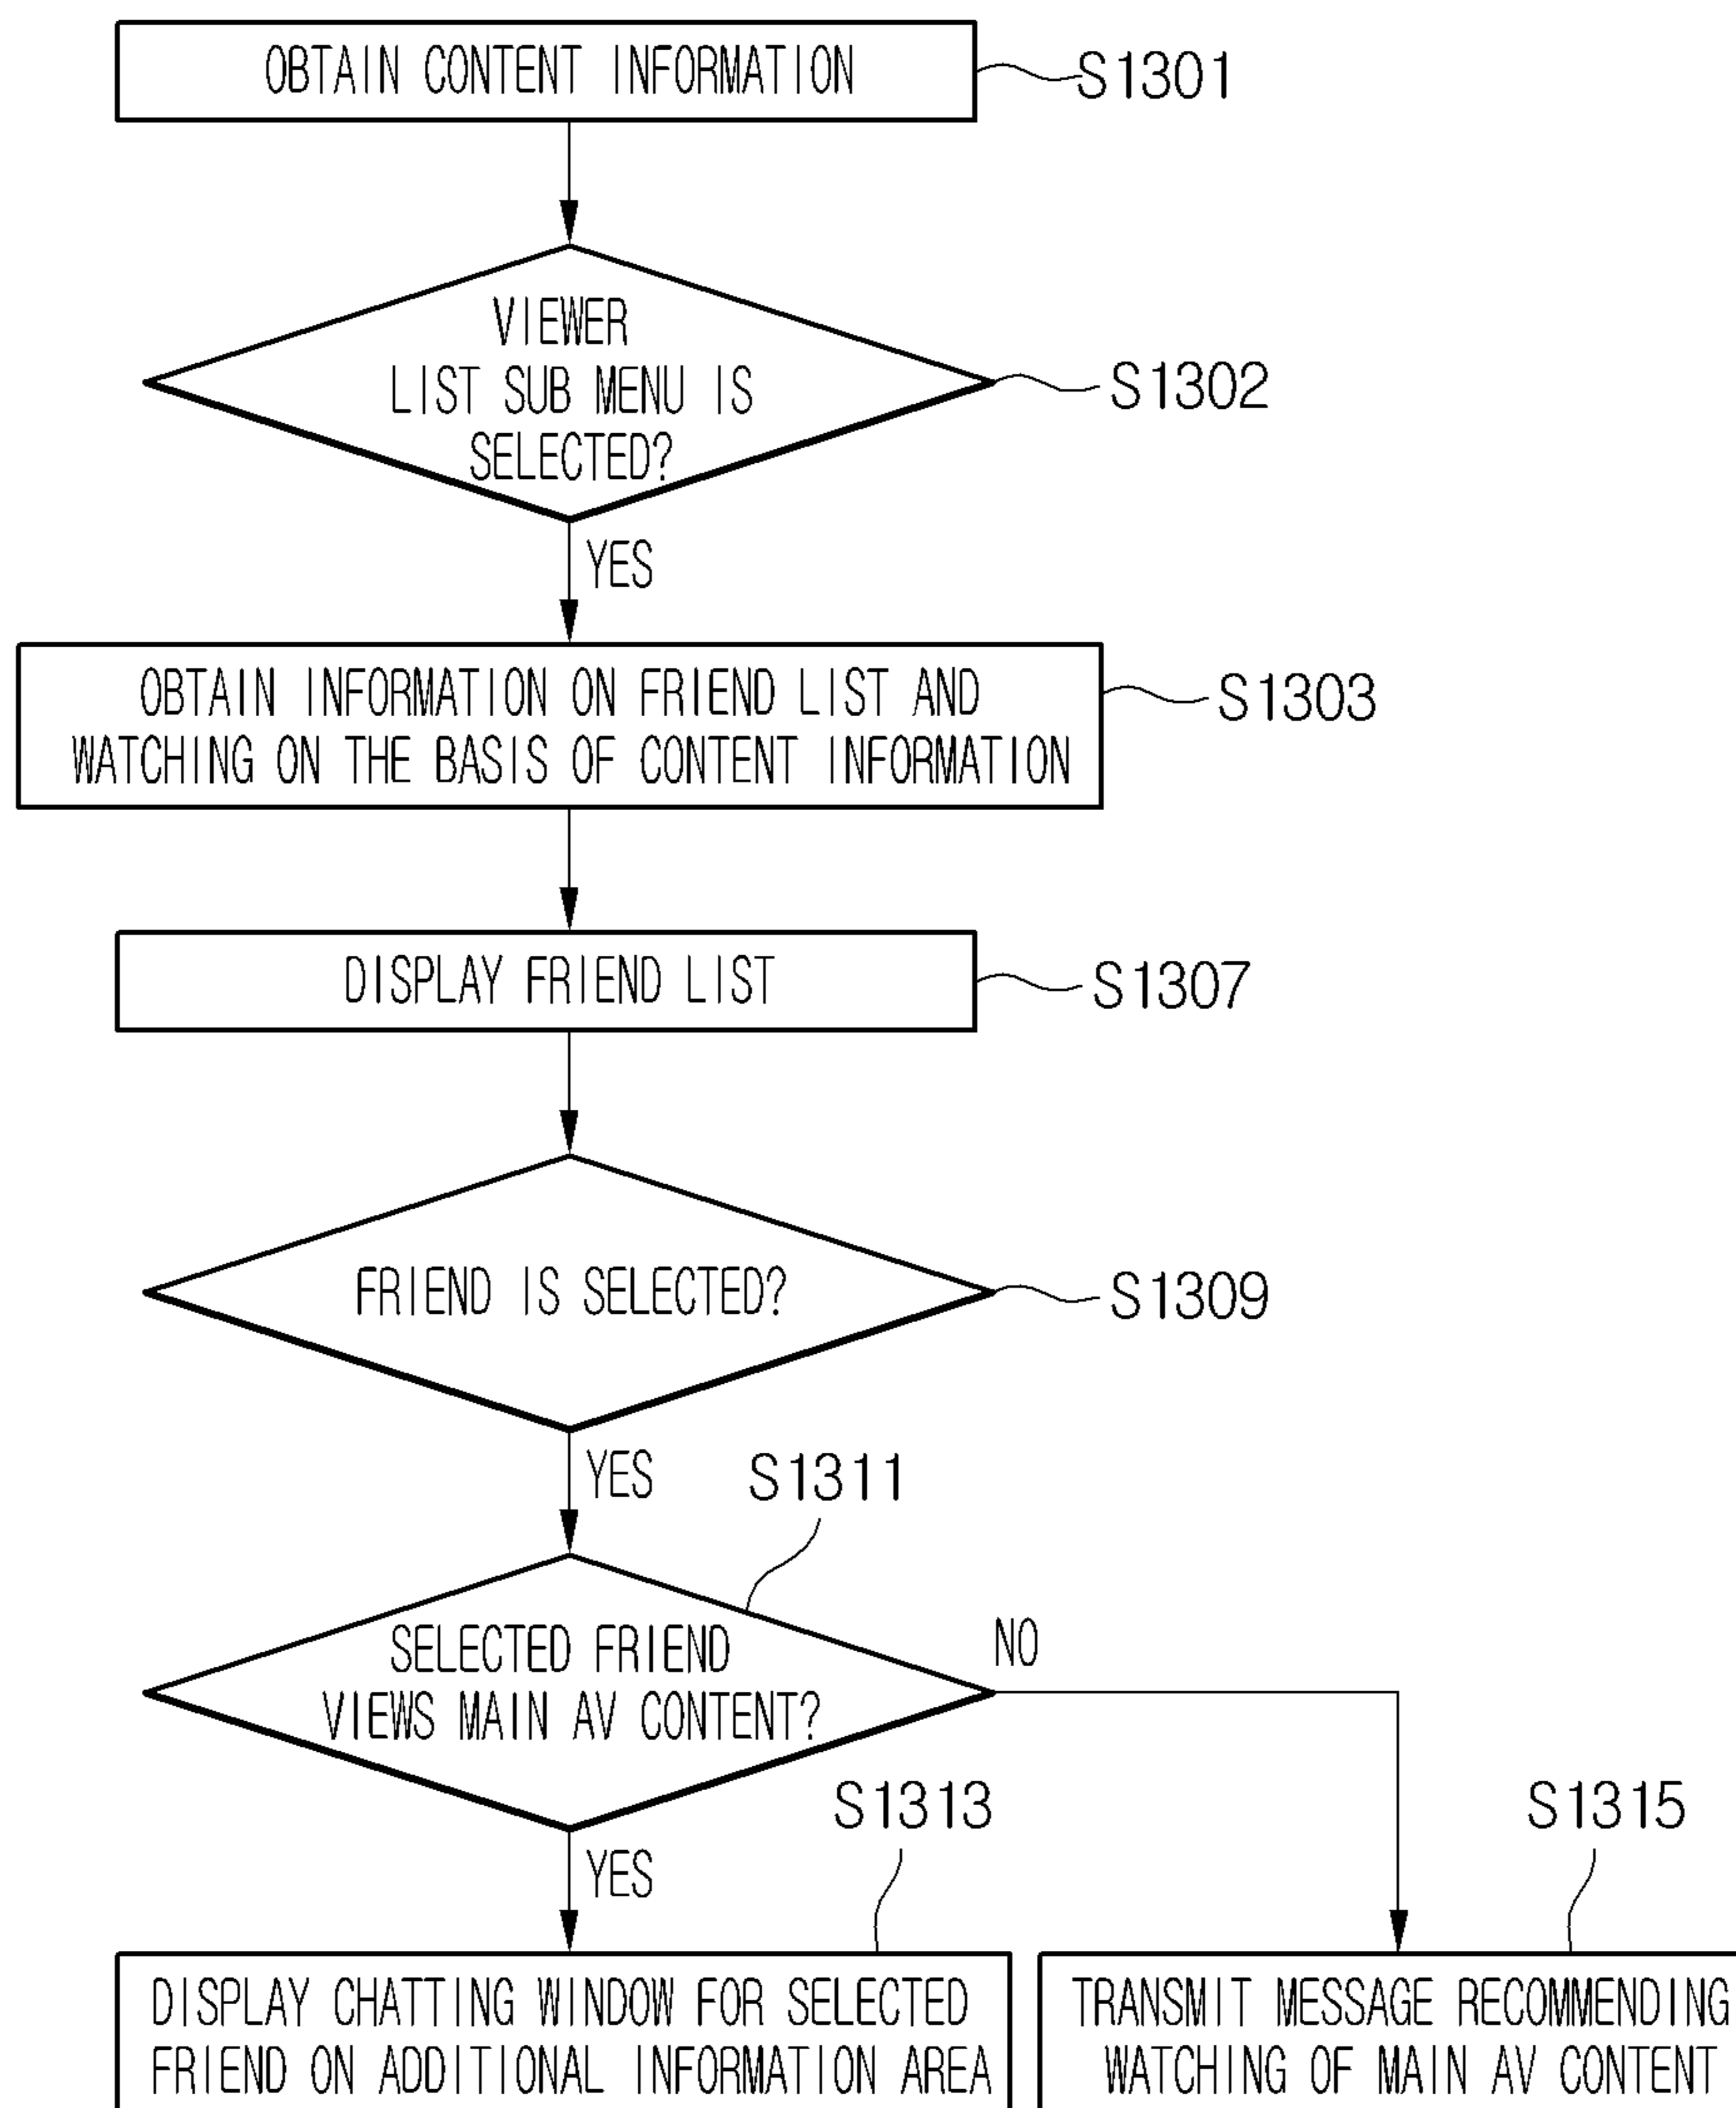 OBTAIN CONTENT INFORMATION
S1301
VIEWER
LIST SUB MENU IS
SELECTED?
S1302
YES
OBTAIN INFORMATION ON FRIEND LIST AND
WATCHING ON THE BASIS OF CONTENT INFORMATION
S1303
DISPLAY FRIEND LIST
S1307
FRIEND IS SELECTED?
S1309
YES
S1311
SELECTED FRIEND
VIEWS MAIN AV CONTENT?
NO
YES
S1313
DISPLAY CHATTING WINDOW FOR SELECTED
FRIEND ON ADDITIONAL INFORMATION AREA
S1315
TRANSMIT MESSAGE RECOMMENDING
WATCHING OF MAIN AV CONTENT